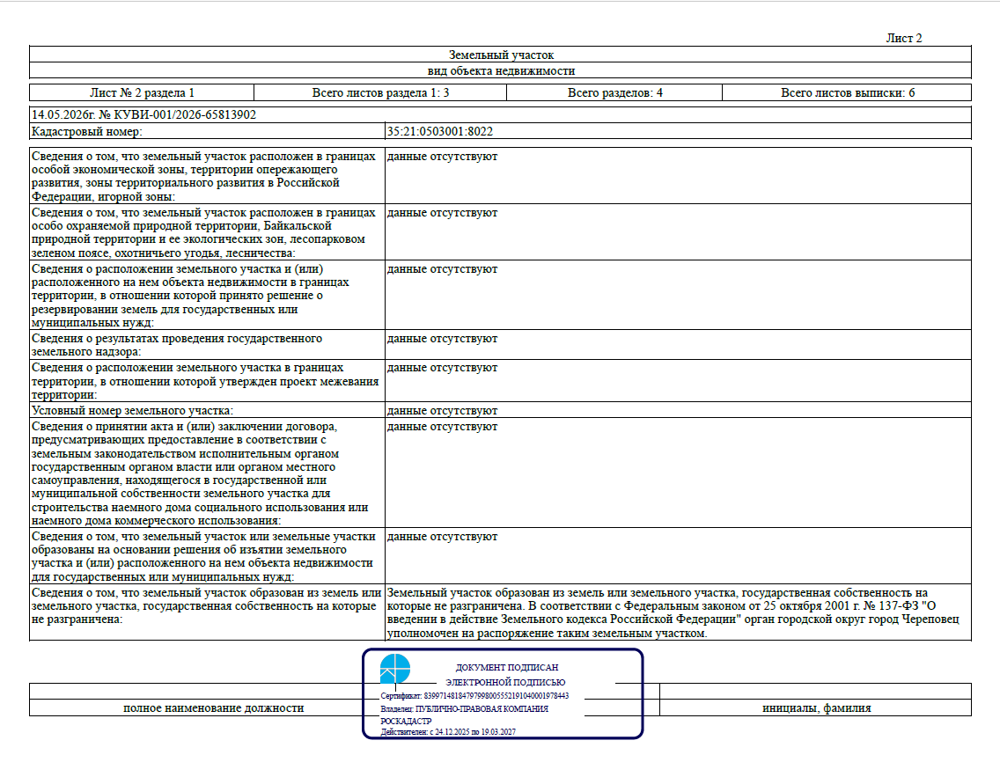 Лист 2
Земельный участок
вид объекта недвижимости
Лист № 2 раздела 1 Всего листов раздела 1: 3 Всего разделов: 4 Всего листов выписки: 6
14.05.2026г. № КУВИ-001/2026-65813902
Кадастровый номер: 35:21:0503001:8022
Сведения о том, что земельный участок расположен в границах
особой экономической зоны, территории опережающего
развития, зоны территориального развития в Российской
Федерации, игорной зоны:
данные отсутствуют
Сведения о том, что земельный участок расположен в границах
особо охраняемой природной территории, Байкальской
природной территории и ее экологических зон, лесопарковом
зеленом поясе, охотничьего угодья, лесничества:
данные отсутствуют
Сведения о расположении земельного участка и (или)
расположенного на нем объекта недвижимости в границах
территории, в отношении которой принято решение о
резервировании земель для государственных или
муниципальных нужд:
данные отсутствуют
Сведения о результатах проведения государственного
земельного надзора:
данные отсутствуют
Сведения о расположении земельного участка в границах
территории, в отношении которой утвержден проект межевания
территории:
данные отсутствуют
Условный номер земельного участка: данные отсутствуют
Сведения о принятии акта и (или) заключении договора,
предусматривающих предоставление в соответствии с
земельным законодательством исполнительным органом
государственным органом власти или органом местного
самоуправления, находящегося в государственной или
муниципальной собственности земельного участка для
строительства наемного дома социального использования или
наемного дома коммерческого использования:
данные отсутствуют
Сведения о том, что земельный участок или земельные участки
образованы на основании решения об изъятии земельного
участка и (или) расположенного на нем объекта недвижимости
для государственных или муниципальных нужд:
данные отсутствуют
Сведения о том, что земельный участок образован из земель или
земельного участка, государственная собственность на которые
не разграничена:
Земельный участок образован из земель или земельного участка, государственная собственность на
которые не разграничена. В соответствии с Федеральным законом от 25 октября 2001 г. № 137-ФЗ "О
введении в действие Земельного кодекса Российской Федерации" орган городской округ город Череповец
уполномочен на распоряжение таким земельным участком.
ДОКУМЕНТ ПОДПИСАН
ЭЛЕКТРОННОЙ ПОДПИСЬЮ
Сертификат: 83997148184797998005552191040001978443
Владелец: ПУБЛИЧНО-ПРАВОВАЯ КОМПАНИЯ
РОСКАДАСТР
Действителен: с 24.12.2025 по 19.03.2027
полное наименование должности
инициалы, фамилия